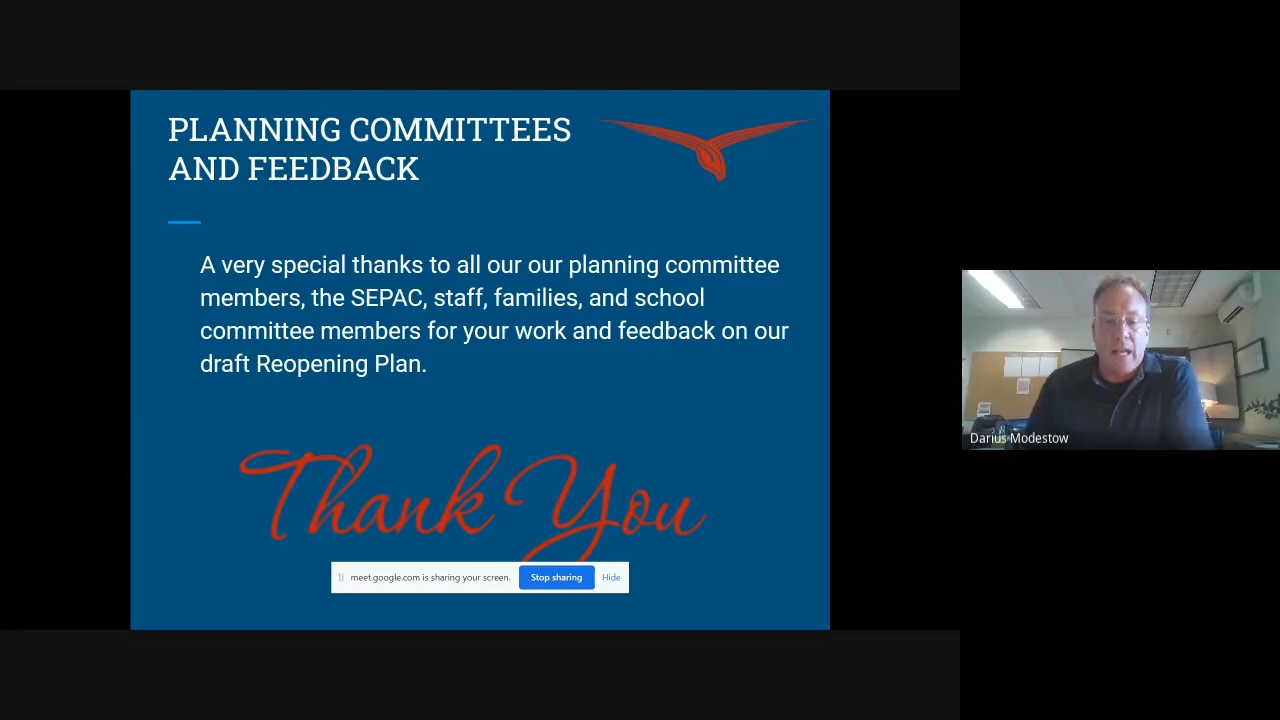 PLANNING COMMITTEES
AND FEEDBACK
A very special thanks to all our our planning committee
members, the SEPAC, staff, families, and school
committee members for your work and feedback on our
draft Reopening Plan.
Thank You
meet.google.com is sharing your screen. Stop sharing Hide
Darius Modestow